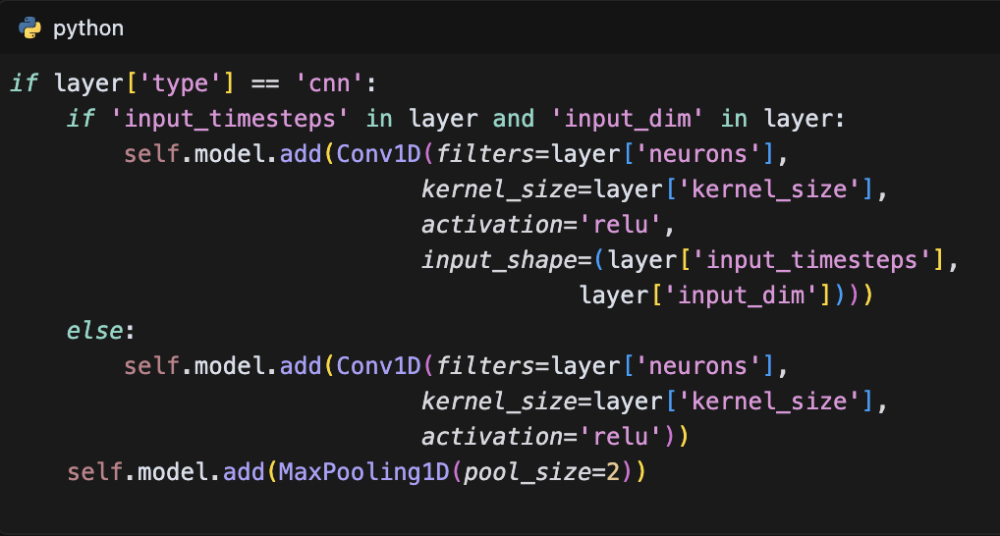 python
if layer['type'] == 'cnn':
    if 'input_timesteps' in layer and 'input_dim' in layer:
        self.model.add(Conv1D(filters=layer['neurons'],
                             kernel_size=layer['kernel_size'],
                             activation='relu',
                             input_shape=(layer['input_timesteps'],
                                        layer['input_dim'])))
    else:
        self.model.add(Conv1D(filters=layer['neurons'],
                             kernel_size=layer['kernel_size'],
                             activation='relu'))
    self.model.add(MaxPooling1D(pool_size=2))